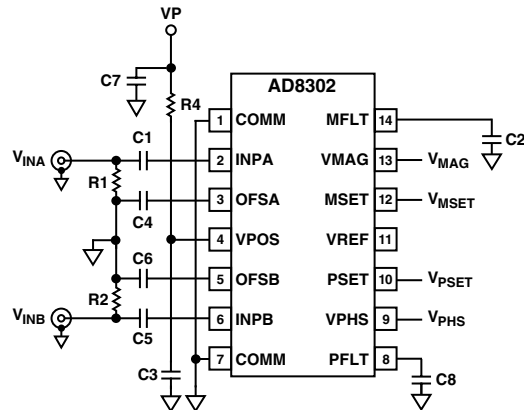 VP
C7
R4
AD8302
1 COMM MFLT 14
C1
C2
VINA
2 INPA VMAG 13 VMAG
R1
3 OFSA MSET 12 VMSET
C4
4 VPOS VREF 11
C6
5 OFSB PSET 10 VPSET
R2
VINB
6 INPB VPHS 9 VPHS
C5
C3
7 COMM PFLT 8
C8